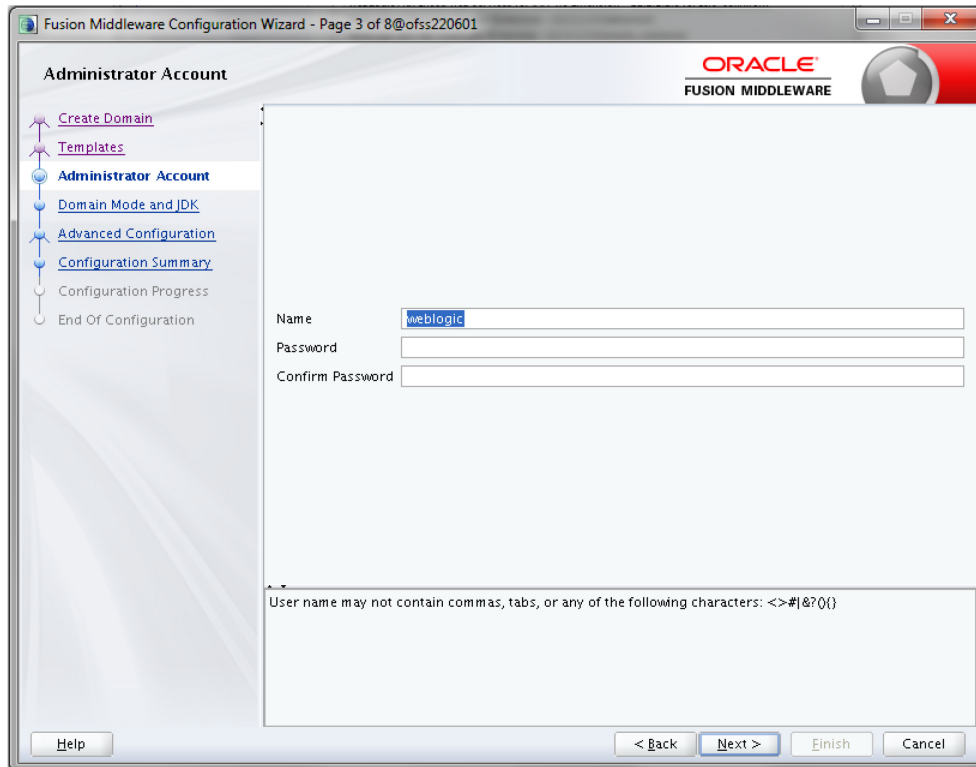 Fusion Middleware Configuration Wizard - Page 3 of 8@ofss220601
Administrator Account
ORACLE
FUSION MIDDLEWARE
Create Domain
Templates
Administrator Account
Domain Mode and JDK
Advanced Configuration
Configuration Summary
Configuration Progress
End Of Configuration
Name weblogic
Password
Confirm Password
User name may not contain commas, tabs, or any of the following characters: <>#|&?(){}
Help < Back Next > Finish Cancel